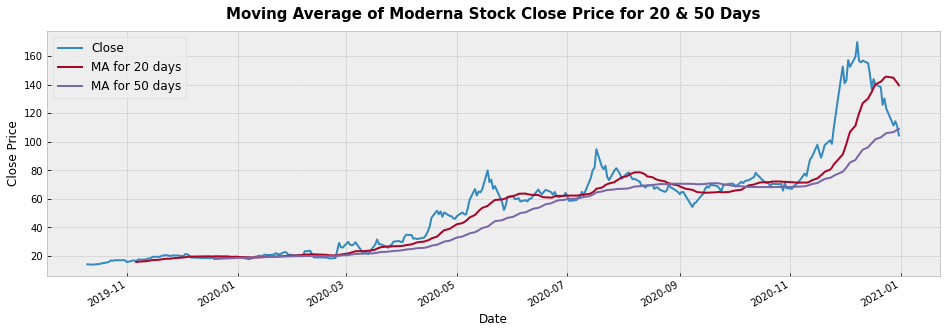 Moving Average of Moderna Stock Close Price for 20 & 50 Days
Close
MA for 20 days
MA for 50 days
Close Price
160
140
120
100
80
60
40
20
2019-11
2020-01
2020-03
2020-05
2020-07
2020-09
2020-11
2021-01
Date